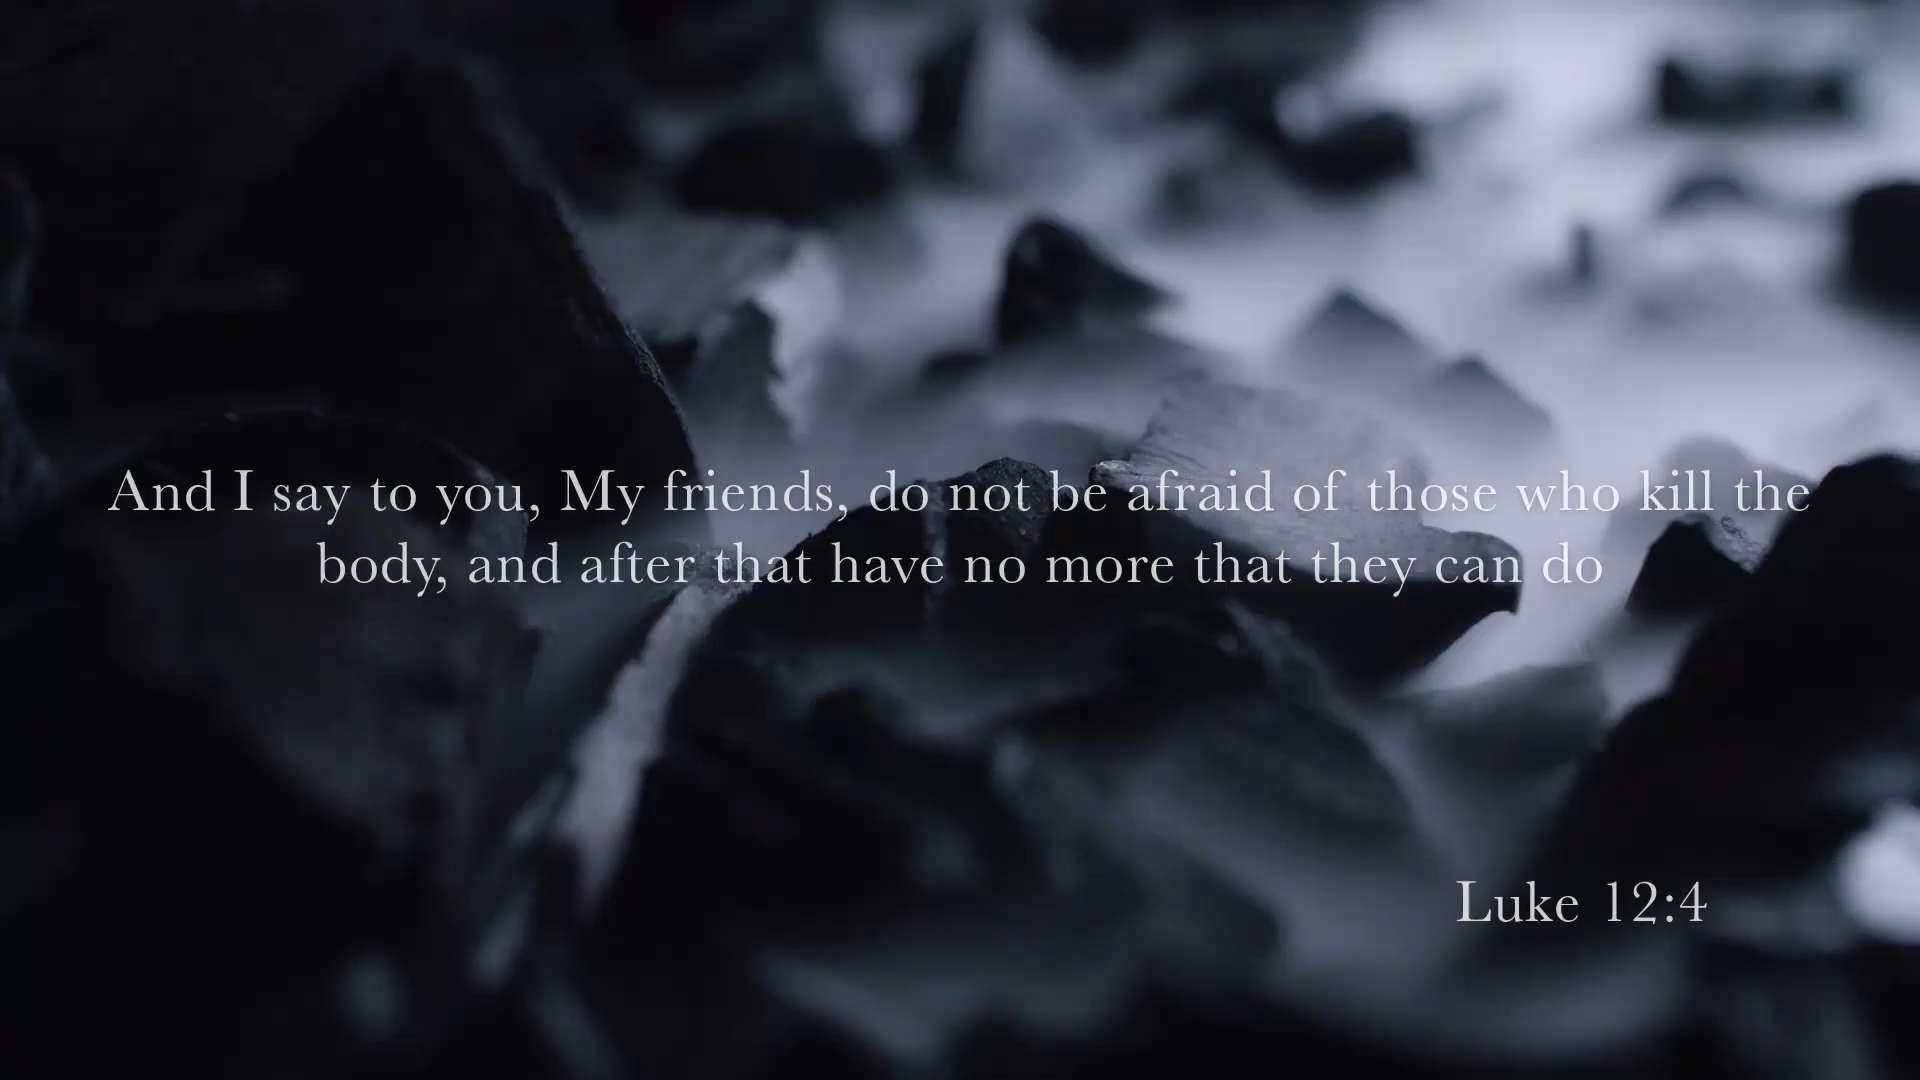 And I say to you, My friends, do not be afraid of those who kill the
body, and after that have no more that they can do
Luke 12:4